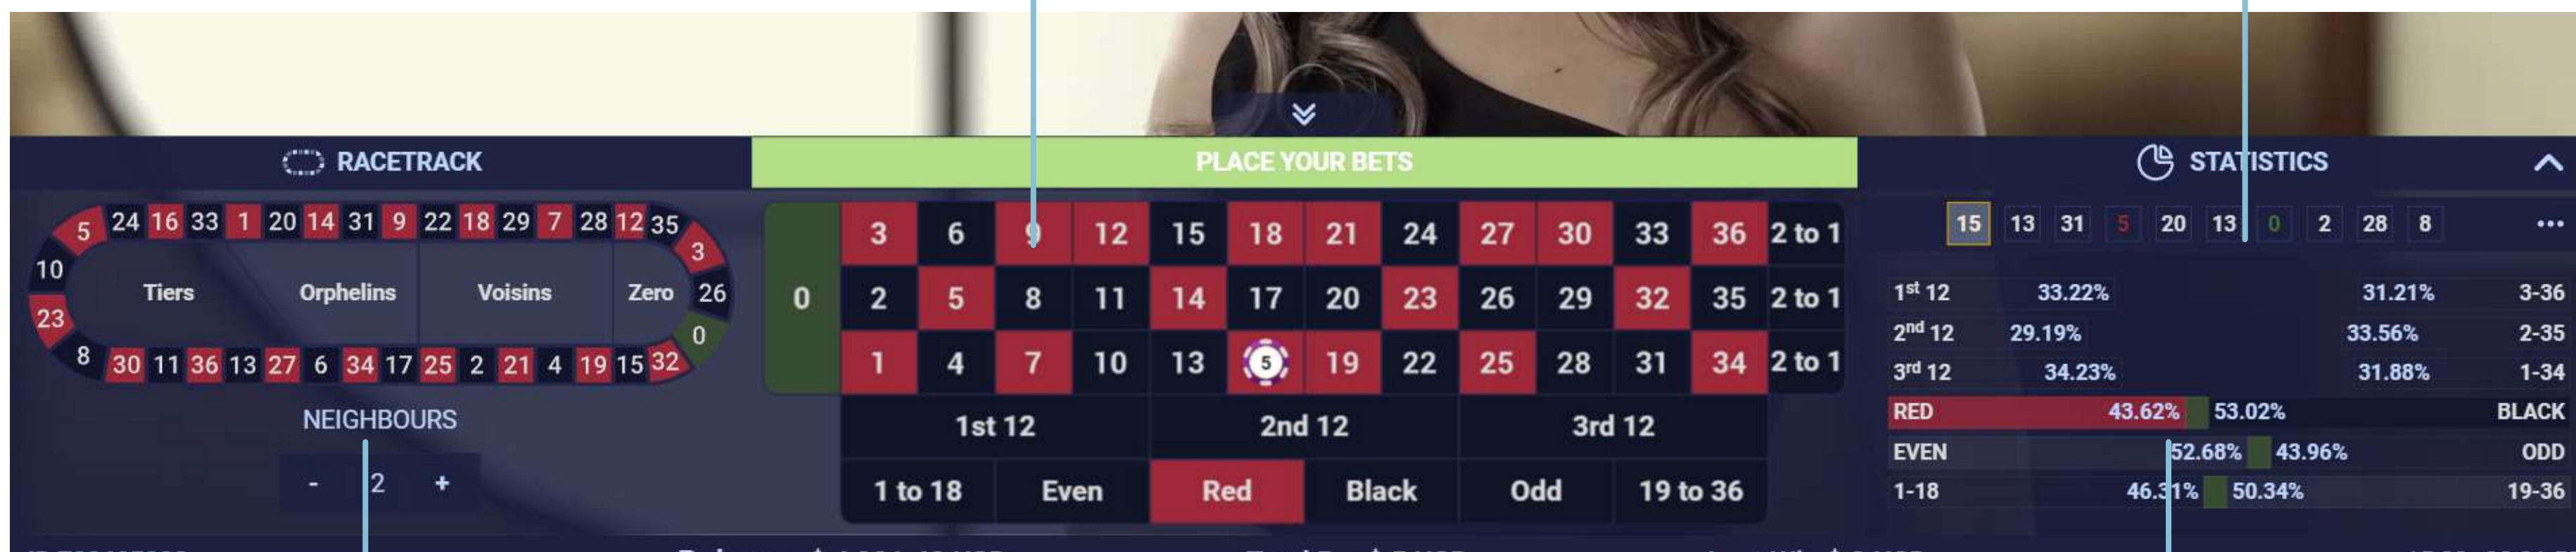 RACETRACK
PLACE YOUR BETS
STATISTICS
5 24 16 33 1 20 14 31 9 22 18 29 7 28 12 35 3
10 Tiers Orphelins Voisins Zero 26
23 0
8 30 11 36 13 27 6 34 17 25 2 21 4 19 15 32
NEIGHBOURS
- 2 +
3 6 9 12 15 18 21 24 27 30 33 36 2 to 1
0 2 5 8 11 14 17 20 23 26 29 32 35 2 to 1
1 4 7 10 13 5 19 22 25 28 31 34 2 to 1
1st 12 2nd 12 3rd 12
1 to 18 Even Red Black Odd 19 to 36
15 13 31 5 20 13 0 2 28 8 ...
1st 12 33.22% 31.21% 3-36
2nd 12 29.19% 33.56% 2-35
3rd 12 34.23% 31.88% 1-34
RED 43.62% 53.02% BLACK
EVEN 52.68% 43.96% ODD
1-18 46.31% 50.34% 19-36